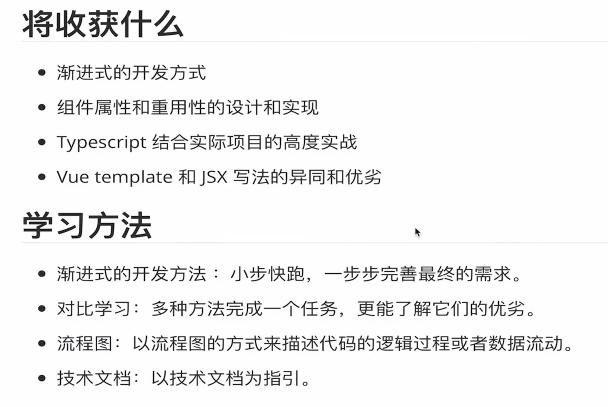 将收获什么
渐进式的开发方式
组件属性和重用性的设计和实现
Typescript 结合实际项目的高度实战
Vue template 和 JSX 写法的异同和优劣
学习方法
渐进式的开发方法：小步快跑，一步步完善最终的需求。
对比学习：多种方法完成一个任务，更能了解它们的优劣。
流程图：以流程图的方式来描述代码的逻辑过程或者数据流动。
技术文档：以技术文档为指引。